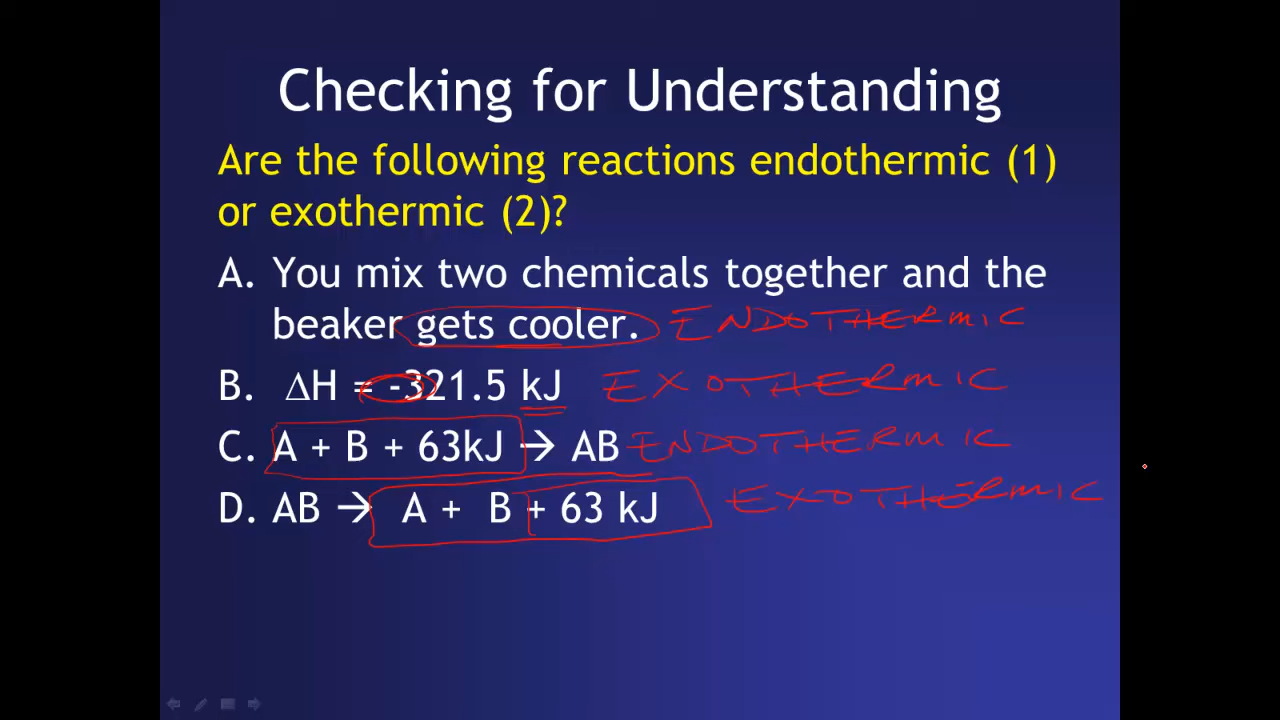 Checking for Understanding
Are the following reactions endothermic (1)
or exothermic (2)?
A. You mix two chemicals together and the
beaker gets cooler. ENDOTHERMIC
B. ΔH = -321.5 kJ EXOTHERMIC
C. A + B + 63kJ → AB ENDOTHERMIC
D. AB → A + B + 63 kJ EXOTHERMIC